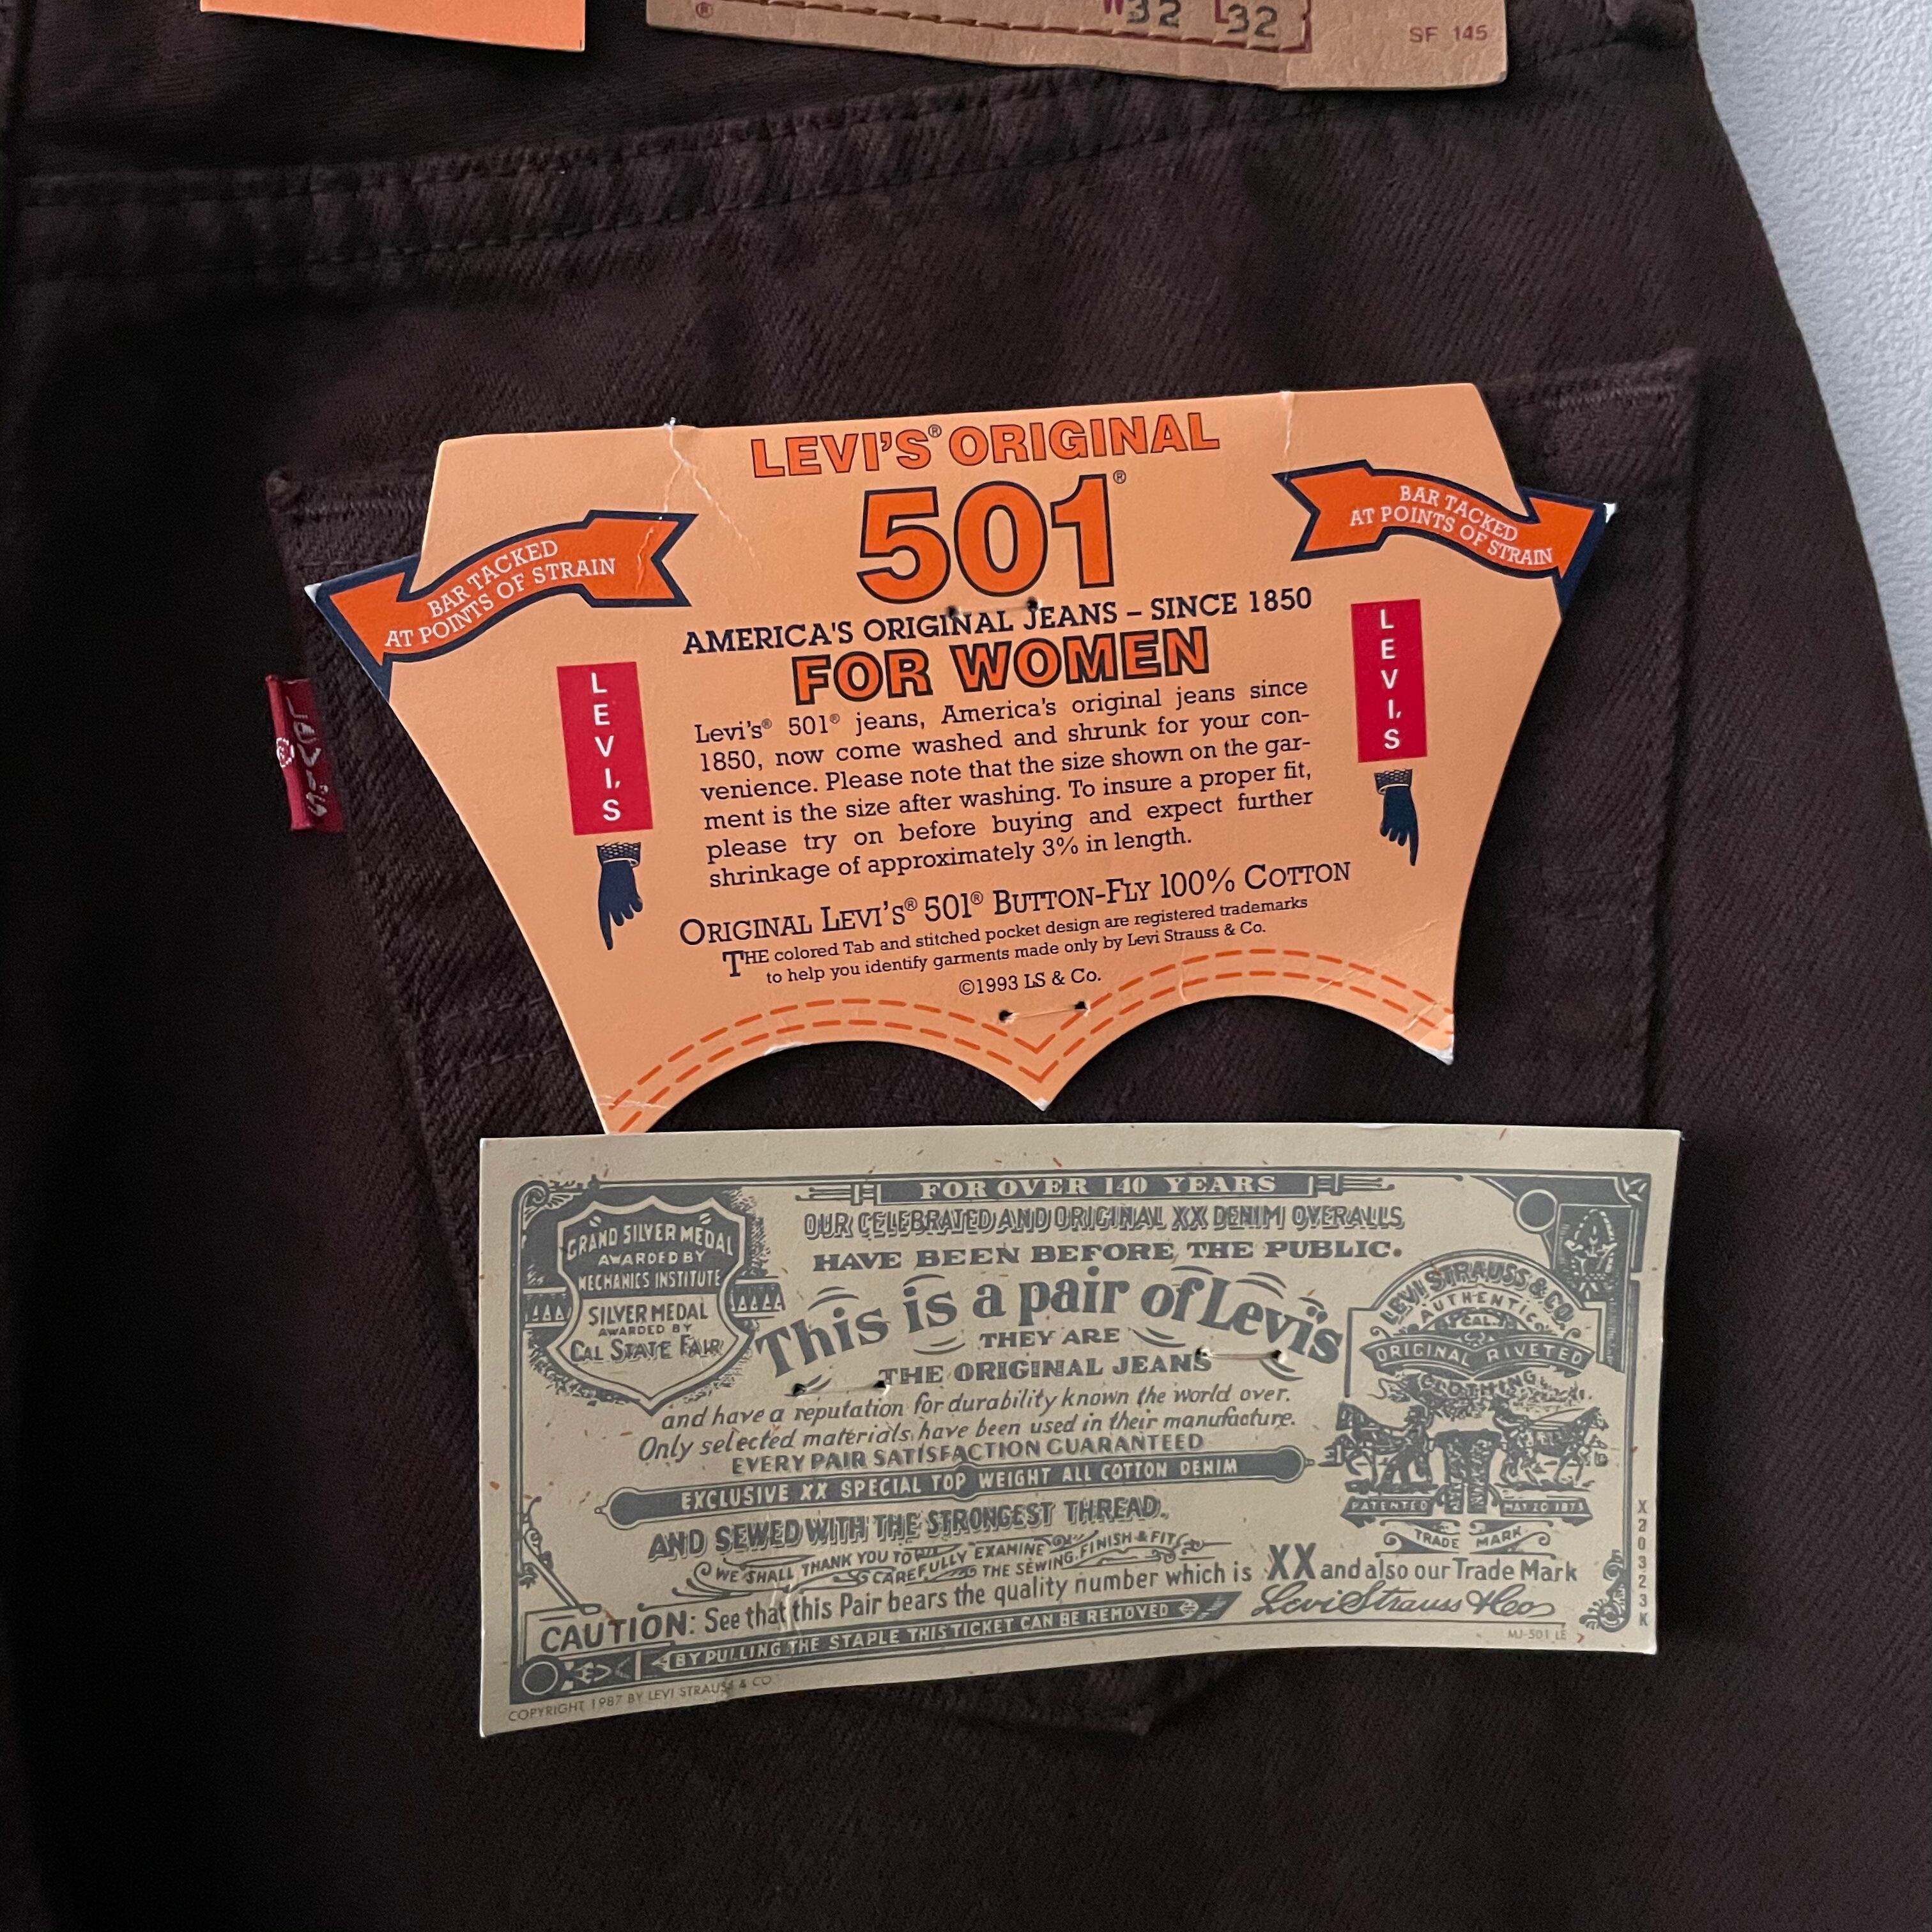 ®
W32 L32
SF 145
LEVI'S® ORIGINAL
501®
BAR TACKED
AT POINTS OF STRAIN
BAR TACKED
AT POINTS OF STRAIN
AMERICA'S ORIGINAL JEANS – SINCE 1850
FOR WOMEN
LEVI'S
LEVI'S
LEVI'S
®
Levi's® 501® jeans, America's original jeans since
1850, now come washed and shrunk for your con-
venience. Please note that the size shown on the gar-
ment is the size after washing. To insure a proper fit,
please try on before buying and expect further
shrinkage of approximately 3% in length.
ORIGINAL LEVI'S® 501® BUTTON-FLY 100% COTTON
THE colored Tab and stitched pocket design are registered trademarks
to help you identify garments made only by Levi Strauss & Co.
©1993 LS & Co.
FOR OVER 140 YEARS
OUR CELEBRATED AND ORIGINAL XX DENIM OVERALLS
HAVE BEEN BEFORE THE PUBLIC.
GRAND SILVER MEDAL
AWARDED BY
MECHANICS INSTITUTE
SILVER MEDAL
AWARDED BY
CAL STATE FAIR
This is a pair of Levi's
THEY ARE
THE ORIGINAL JEANS
and have a reputation for durability known the world over.
Only selected materials have been used in their manufacture.
EVERY PAIR SATISFACTION GUARANTEED
EXCLUSIVE XX SPECIAL TOP WEIGHT ALL COTTON DENIM
AND SEWED WITH THE STRONGEST THREAD.
WE SHALL THANK YOU TO CAREFULLY EXAMINE THE SEWING, FINISH & FIT
LEVI STRAUSS & CO.
AUTHENTIC
CAL.
ORIGINAL RIVETED
CLOTHING
PATENTED MAY 20 1873
TRADE MARK
CAUTION: See that this Pair bears the quality number which is XX and also our Trade Mark
Levi Strauss & Co
BY PULLING THE STAPLE THIS TICKET CAN BE REMOVED
MJ-501 LE
X20323K
COPYRIGHT 1987 BY LEVI STRAUSS & CO